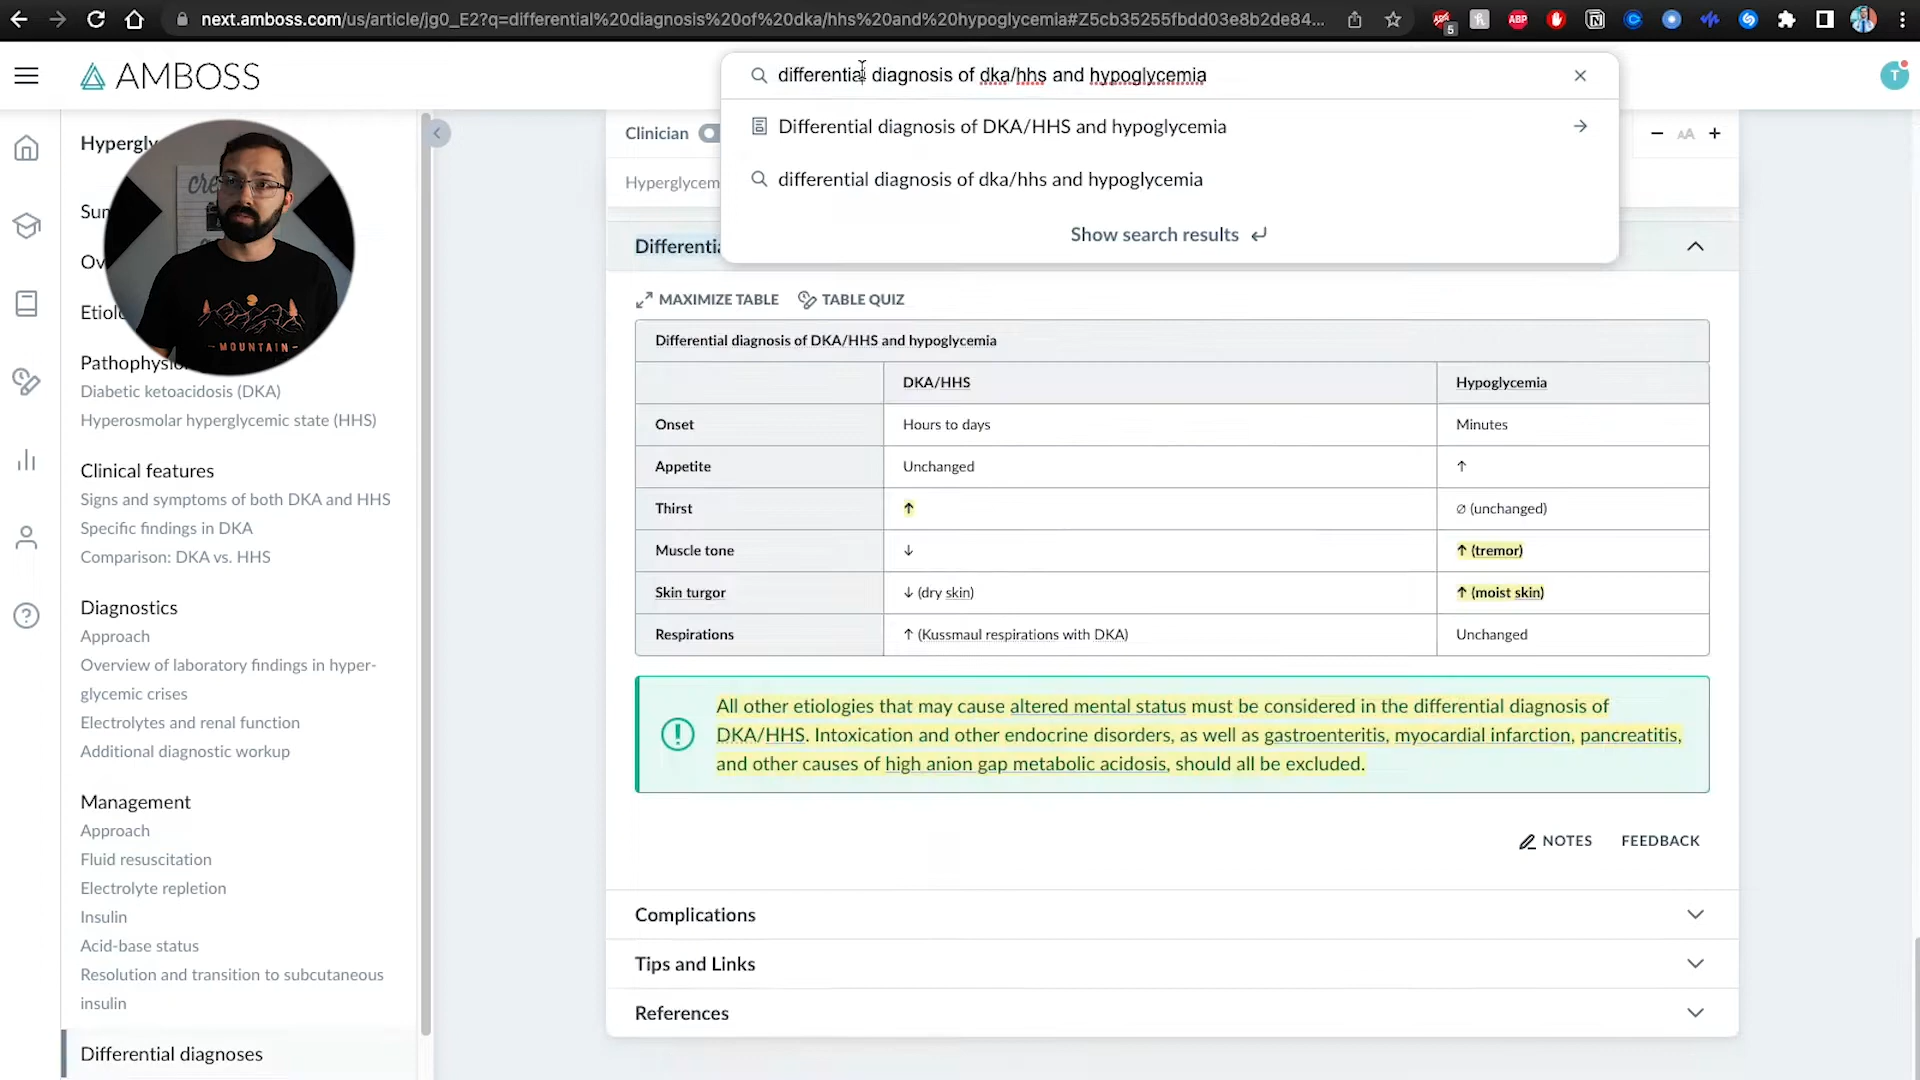 next.amboss.com/us/article/jg0_E2?q=differential%20diagnosis%20of%20dka/hhs%20and%20hypoglycemia#Z5cb35255fbdd03e8b2de84...
5
ABP
AMBOSS
differential diagnosis of dka/hhs and hypoglycemia
T
Differential diagnosis of DKA/HHS and hypoglycemia
differential diagnosis of dka/hhs and hypoglycemia
Show search results
Clinician
AA
Hyperglycem
Differentia
MAXIMIZE TABLE
TABLE QUIZ
Differential diagnosis of DKA/HHS and hypoglycemia
DKA/HHS
Hypoglycemia
Onset
Hours to days
Minutes
Appetite
Unchanged
↑
Thirst
↑
∅ (unchanged)
Muscle tone
↓
↑ (tremor)
Skin turgor
↓ (dry skin)
↑ (moist skin)
Respirations
↑ (Kussmaul respirations with DKA)
Unchanged
All other etiologies that may cause altered mental status must be considered in the differential diagnosis of
DKA/HHS. Intoxication and other endocrine disorders, as well as gastroenteritis, myocardial infarction, pancreatitis,
and other causes of high anion gap metabolic acidosis, should all be excluded.
NOTES
FEEDBACK
Complications
Tips and Links
References
Hypergly
Sum
Ov
Etiolo
Pathophysio
Diabetic ketoacidosis (DKA)
Hyperosmolar hyperglycemic state (HHS)
Clinical features
Signs and symptoms of both DKA and HHS
Specific findings in DKA
Comparison: DKA vs. HHS
Diagnostics
Approach
Overview of laboratory findings in hyper-
glycemic crises
Electrolytes and renal function
Additional diagnostic workup
Management
Approach
Fluid resuscitation
Electrolyte repletion
Insulin
Acid-base status
Resolution and transition to subcutaneous
insulin
Differential diagnoses
MOUNTAIN